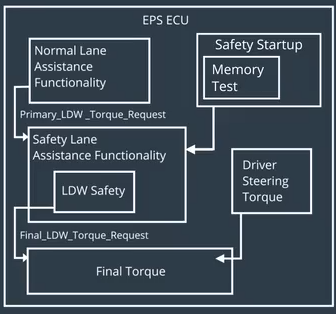 EPS ECU
Normal Lane
Assistance
Functionality
Safety Startup
Memory
Test
Primary_LDW _Torque_Request
Safety Lane
Assistance Functionality
LDW Safety
Driver
Steering
Torque
Final_LDW_Torque_Request
Final Torque